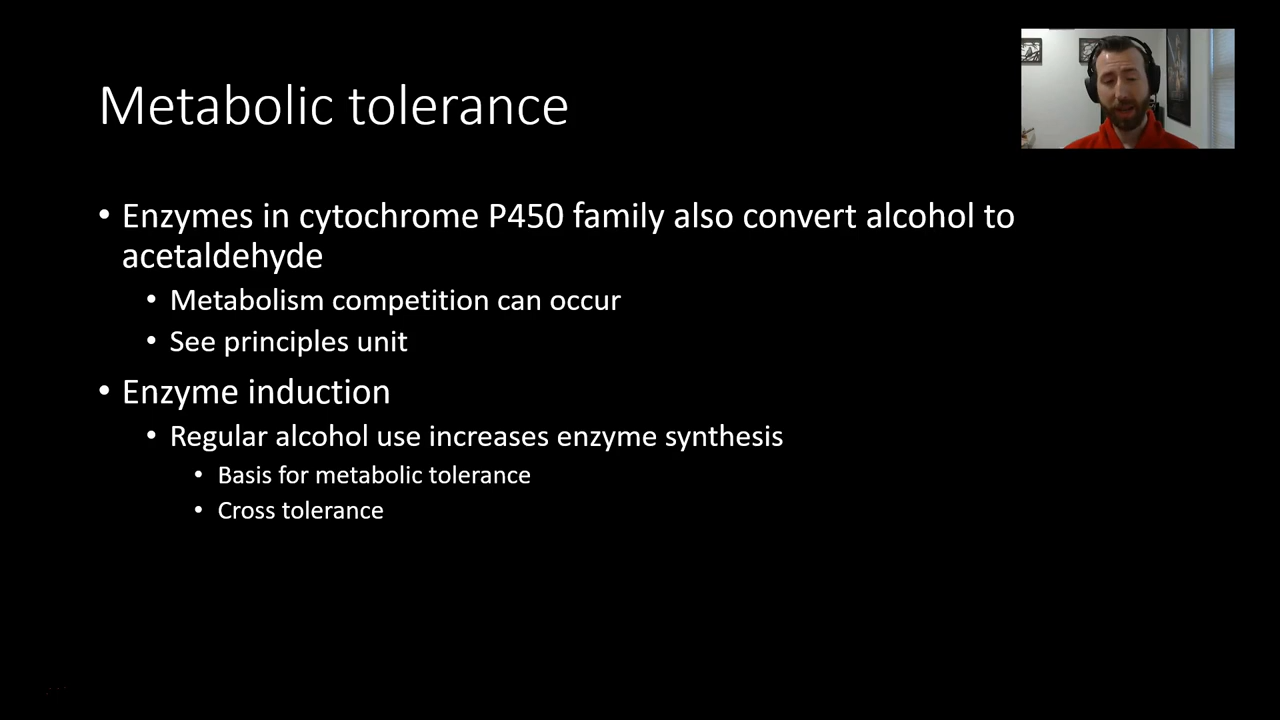 Metabolic tolerance
• Enzymes in cytochrome P450 family also convert alcohol to
acetaldehyde
• Metabolism competition can occur
• See principles unit
• Enzyme induction
• Regular alcohol use increases enzyme synthesis
• Basis for metabolic tolerance
• Cross tolerance